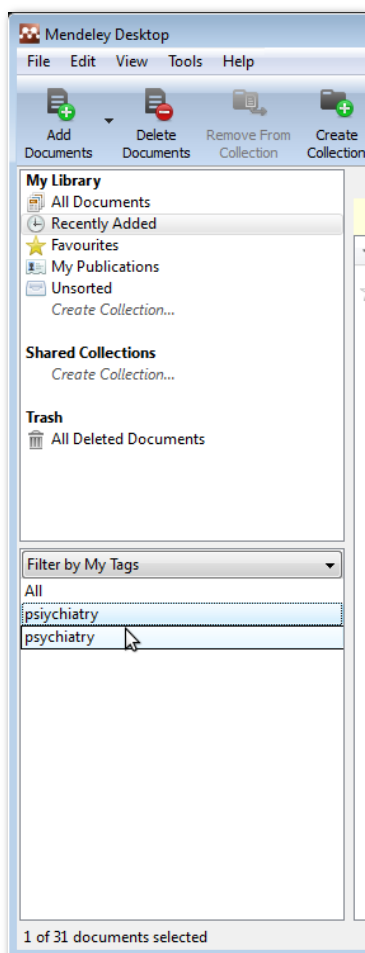 Mendeley Desktop
File Edit View Tools Help
Add Documents
Delete Documents
Remove From Collection
Create Collection
My Library
All Documents
Recently Added
Favourites
My Publications
Unsorted
Create Collection...
Shared Collections
Create Collection...
Trash
All Deleted Documents
Filter by My Tags
All
psiychiatry
psychiatry
1 of 31 documents selected